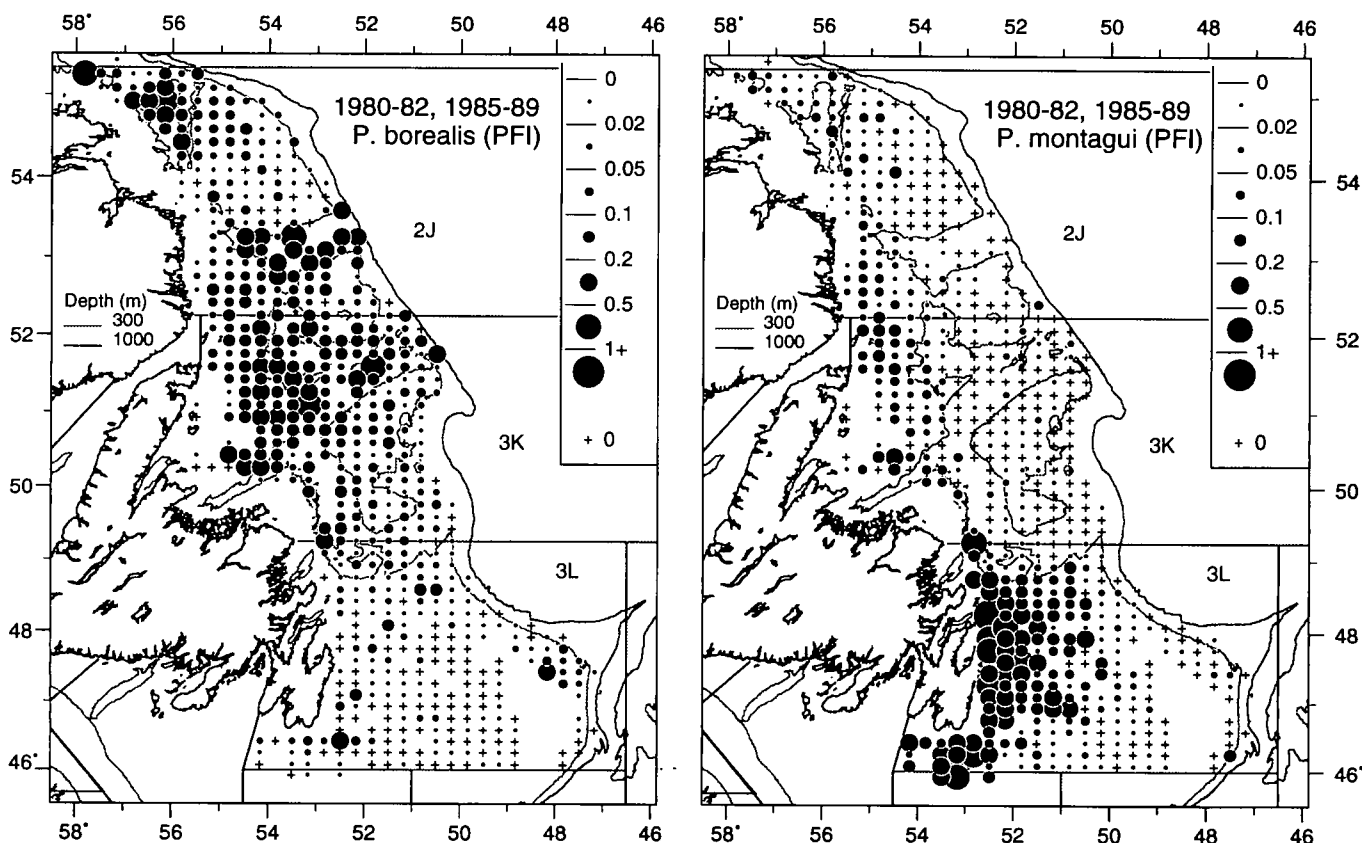 58° 56 54 52 50 48 46
1980-82, 1985-89
P. borealis (PFI)
0
0.02
0.05
0.1
0.2
0.5
1+
+ 0
54
52
50
48
46°
2J
3K
3L
Depth (m)
300
1000
58° 56 54 52 50 48 46
58° 56 54 52 50 48 46
1980-82, 1985-89
P. montagui (PFI)
0
0.02
0.05
0.1
0.2
0.5
1+
+ 0
54
52
50
48
46°
2J
3K
3L
Depth (m)
300
1000
58° 56 54 52 50 48 46